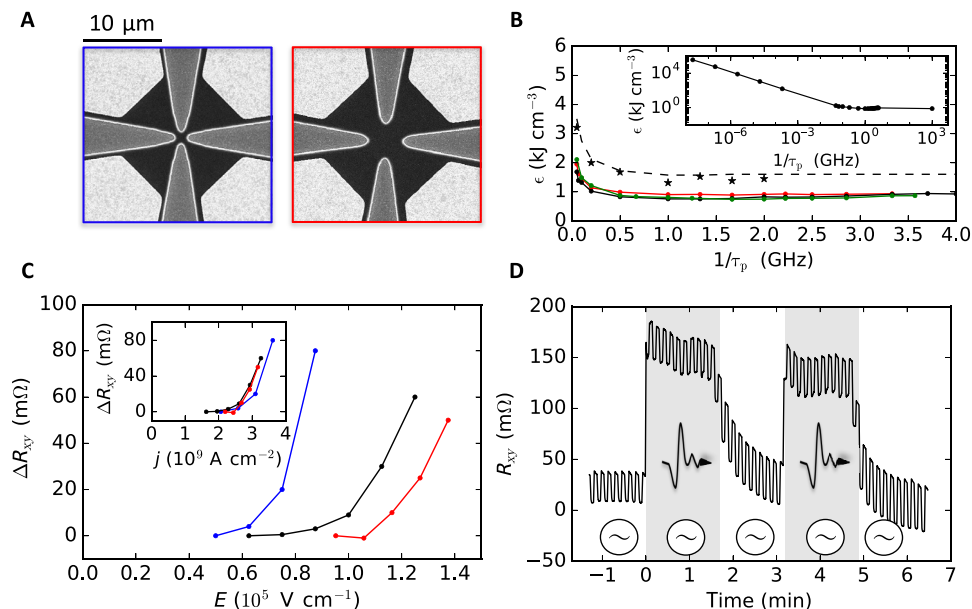 A
10 μm
B
ϵ (kJ cm⁻³)
6
5
4
3
2
1
0
0.0 0.5 1.0 1.5 2.0 2.5 3.0 3.5 4.0
1/τₚ (GHz)
ϵ (kJ cm⁻³)
10⁴
10⁰
10⁻⁶ 10⁻³ 10⁰ 10³
1/τₚ (GHz)
C
ΔR_xy (mΩ)
100
80
60
40
20
0
0.2 0.4 0.6 0.8 1.0 1.2 1.4
E (10⁵ V cm⁻¹)
ΔR_xy (mΩ)
80
40
0
0 1 2 3 4
j (10⁹ A cm⁻²)
D
R_xy (mΩ)
200
150
100
50
0
−50
−1 0 1 2 3 4 5 6 7
Time (min)
∼ ∼ ∼ ∼ ∼